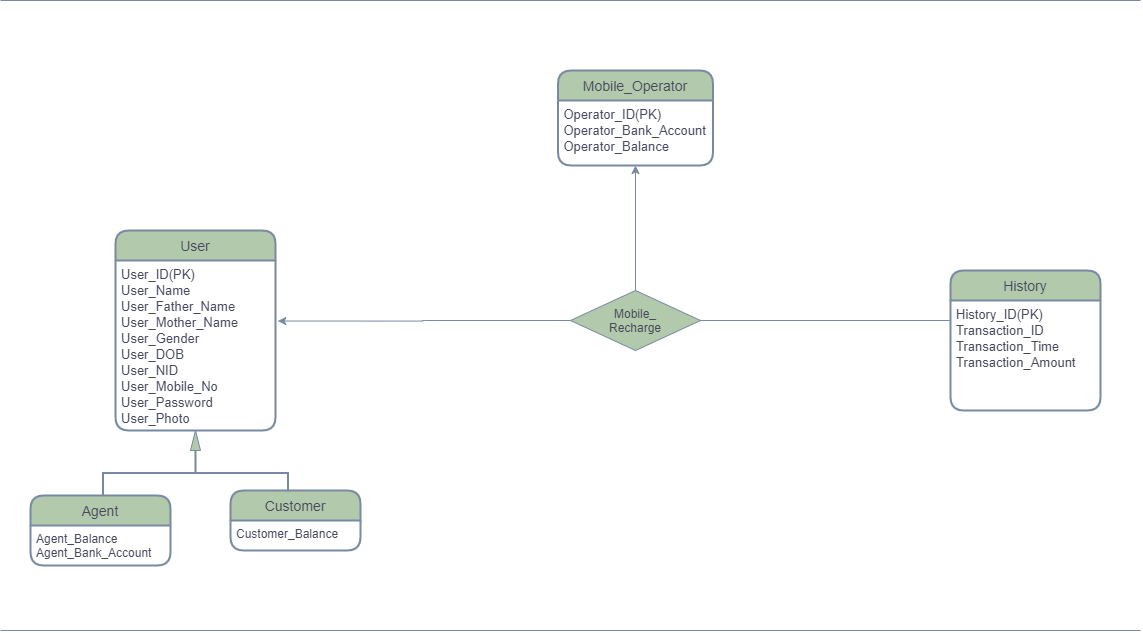 Mobile_Operator
Operator_ID(PK)
Operator_Bank_Account
Operator_Balance
User
User_ID(PK)
User_Name
User_Father_Name
User_Mother_Name
User_Gender
User_DOB
User_NID
User_Mobile_No
User_Password
User_Photo
Mobile_
Recharge
History
History_ID(PK)
Transaction_ID
Transaction_Time
Transaction_Amount
Agent
Agent_Balance
Agent_Bank_Account
Customer
Customer_Balance